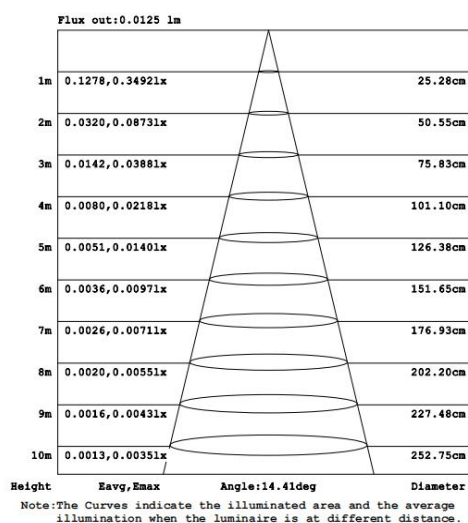 Flux out:0.0125 lm
1m 0.1278,0.3492lx 25.28cm
2m 0.0320,0.0873lx 50.55cm
3m 0.0142,0.0388lx 75.83cm
4m 0.0080,0.0218lx 101.10cm
5m 0.0051,0.0140lx 126.38cm
6m 0.0036,0.0097lx 151.65cm
7m 0.0026,0.0071lx 176.93cm
8m 0.0020,0.0055lx 202.20cm
9m 0.0016,0.0043lx 227.48cm
10m 0.0013,0.0035lx 252.75cm
Height Eavg,Emax Angle:14.41deg Diameter
Note:The Curves indicate the illuminated area and the average
illumination when the luminaire is at different distance.